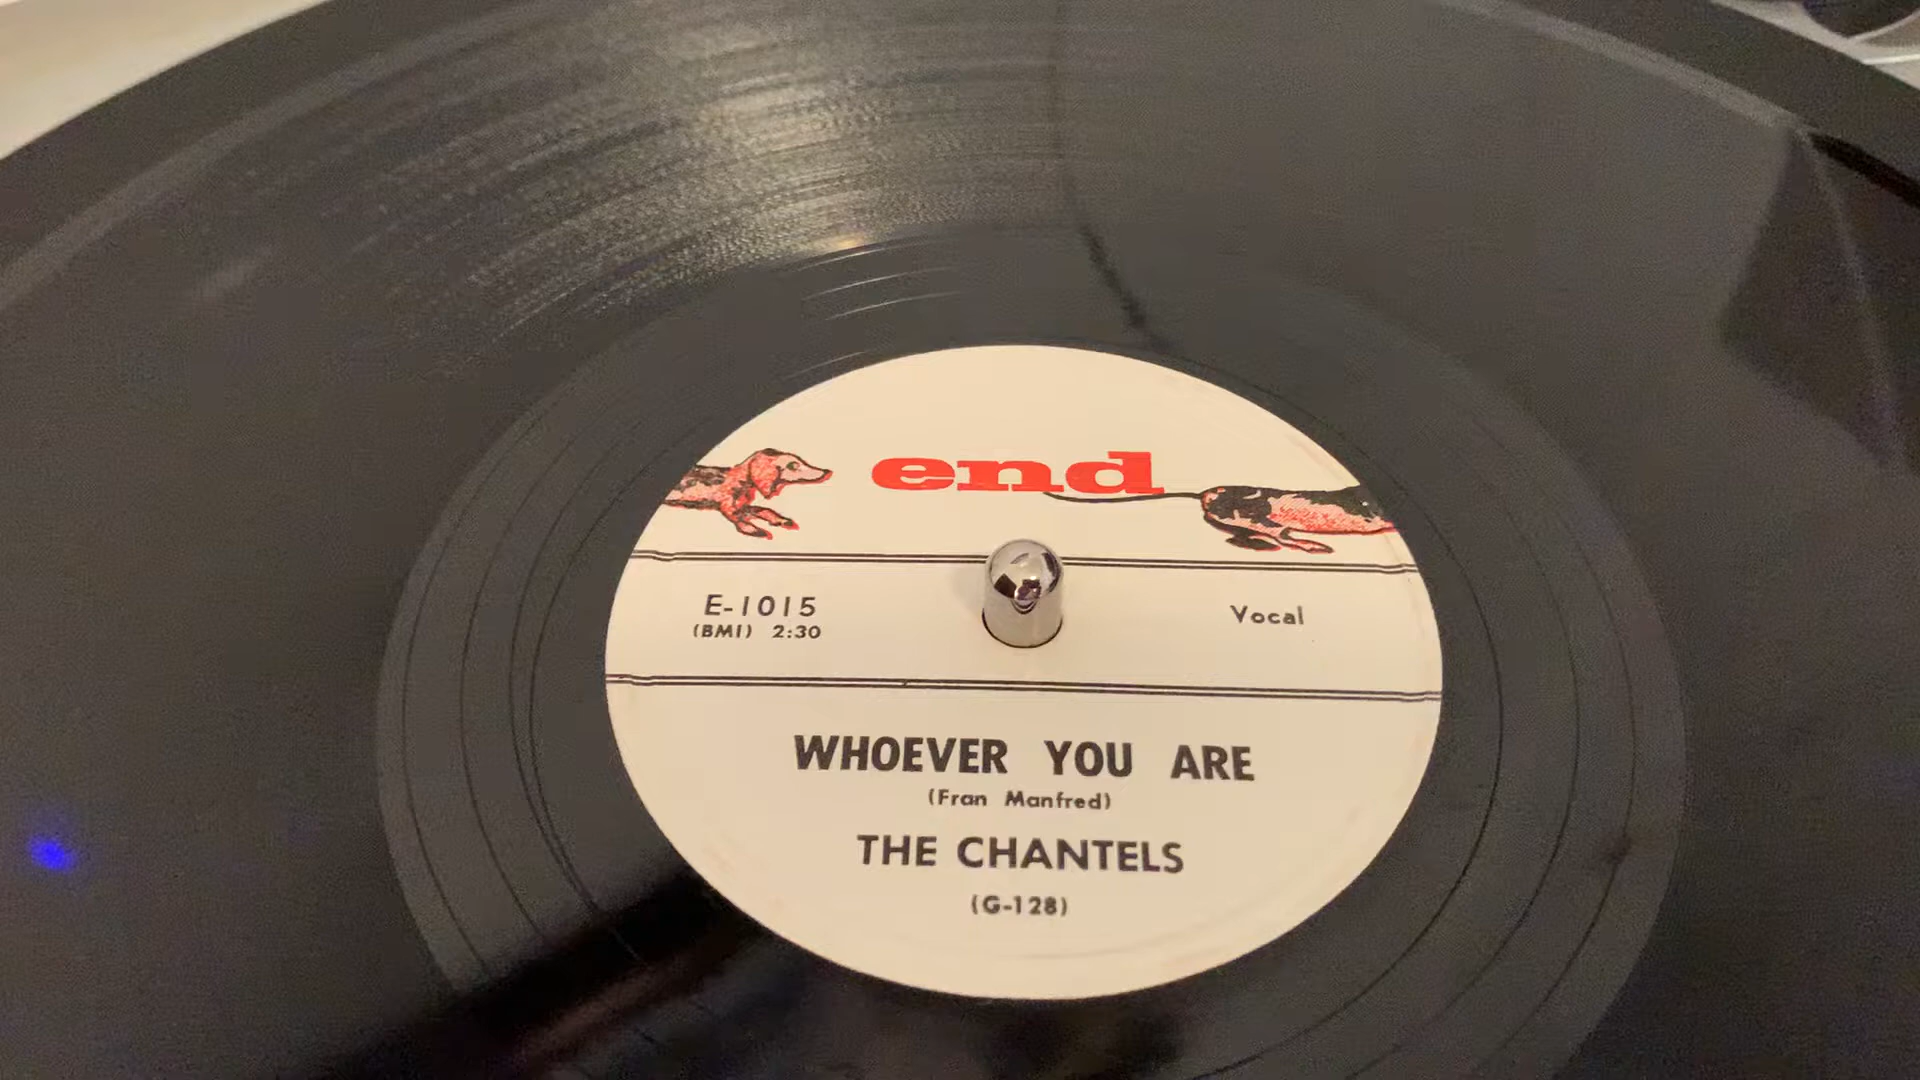 end
E-1015
Vocal
(BMI) 2:30
WHOEVER YOU ARE
(Fran Manfred)
THE CHANTELS
(G-128)